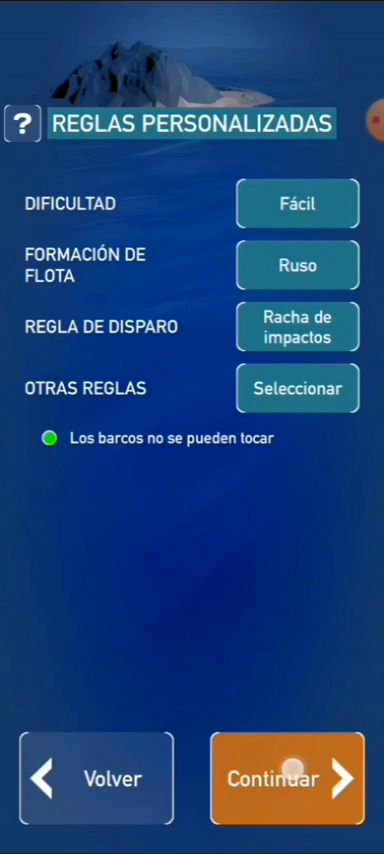 ?
REGLAS PERSONALIZADAS
DIFICULTAD
Fácil
FORMACIÓN DE
FLOTA
Ruso
REGLA DE DISPARO
Racha de
impactos
OTRAS REGLAS
Seleccionar
Los barcos no se pueden tocar
Volver
Continuar